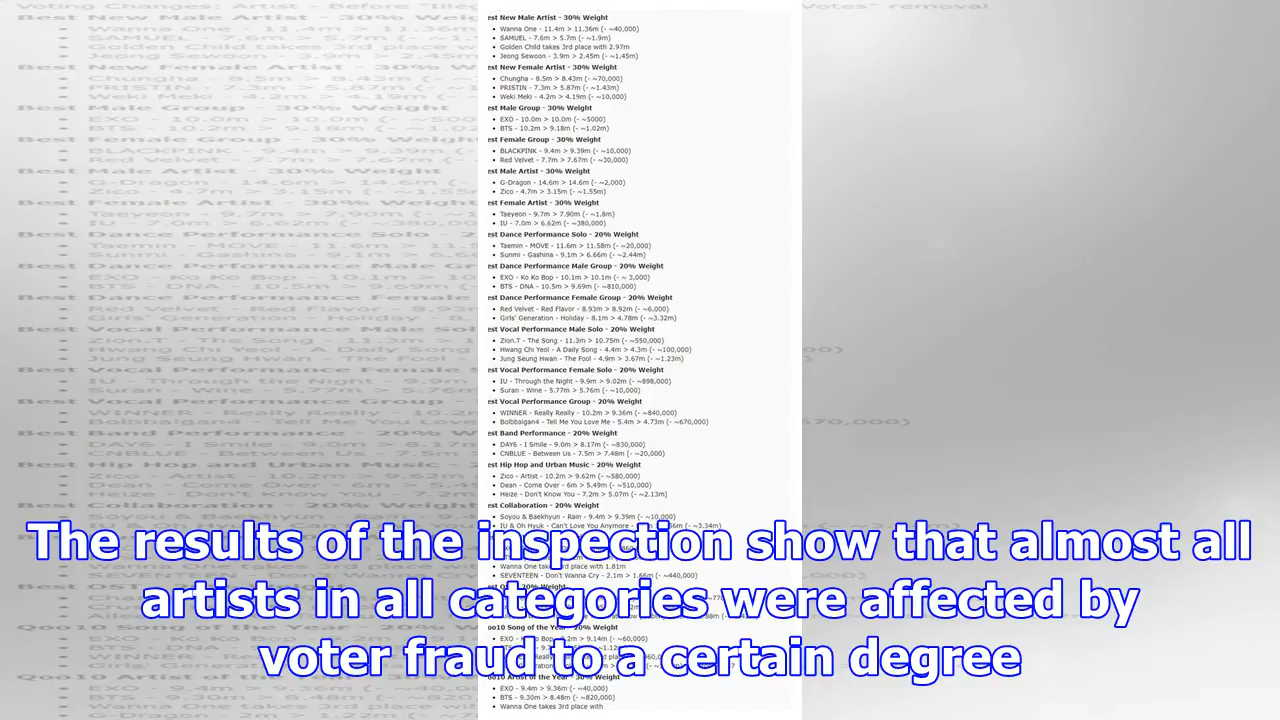 est New Male Artist - 30% Weight
• Wanna One - 11.4m > 11.36m (- ~40,000)
• SAMUEL - 7.6m > 5.7m (- ~1.9m)
• Golden Child takes 3rd place with 2.97m
• Jeong Sewoon - 3.9m > 2.45m (- ~1.45m)
est New Female Artist - 30% Weight
• Chungha - 8.5m > 8.43m (- ~70,000)
• PRISTIN - 7.3m > 5.87m (- ~1.43m)
• Weki Meki - 4.2m > 4.19m (- ~10,000)
est Male Group - 30% Weight
• EXO - 10.0m > 10.0m (- ~5000)
• BTS - 10.2m > 9.18m (- ~1.02m)
est Female Group - 30% Weight
• BLACKPINK - 9.4m > 9.39m (- ~10,000)
• Red Velvet - 7.7m > 7.67m (- ~30,000)
est Male Artist - 30% Weight
• G-Dragon - 14.6m > 14.6m (- ~2,000)
• Zico - 4.7m > 3.15m (- ~1.55m)
est Female Artist - 30% Weight
• Taeyeon - 9.7m > 7.90m (- ~1.8m)
• IU - 7.0m > 6.62m (- ~380,000)
est Dance Performance Solo - 20% Weight
• Taemin - MOVE - 11.6m > 11.58m (- ~20,000)
• Sunmi - Gashina - 9.1m > 6.66m (- ~2.44m)
est Dance Performance Male Group - 20% Weight
• EXO - Ko Ko Bop - 10.1m > 10.1m (- ~ 3,000)
• BTS - DNA - 10.5m > 9.69m (- ~810,000)
est Dance Performance Female Group - 20% Weight
• Red Velvet - Red Flavor - 8.93m > 8.92m (- ~6,000)
• Girls' Generation - Holiday - 8.1m > 4.78m (- ~3.32m)
est Vocal Performance Male Solo - 20% Weight
• Zion.T - The Song - 11.3m > 10.75m (- ~550,000)
• Hwang Chi Yeol - A Daily Song - 4.4m > 4.3m (- ~100,000)
• Jung Seung Hwan - The Fool - 4.9m > 3.67m (- ~1.23m)
est Vocal Performance Female Solo - 20% Weight
• IU - Through the Night - 9.9m > 9.02m (- ~898,000)
• Suran - Wine - 5.77m > 5.76m (- ~10,000)
est Vocal Performance Group - 20% Weight
• WINNER - Really Really - 10.2m > 9.36m (- ~840,000)
• Bolbbalgan4 - Tell Me You Love Me - 5.4m > 4.73m (- ~670,000)
est Band Performance - 20% Weight
• DAY6 - I Smile - 9.0m > 8.17m (- ~830,000)
• CNBLUE - Between Us - 7.5m > 7.48m (- ~20,000)
est Hip Hop and Urban Music - 20% Weight
• Zico - Artist - 10.2m > 9.62m (- ~580,000)
• Dean - Come Over - 6m > 5.49m (- ~510,000)
• Heize - Don't Know You - 7.2m > 5.07m (- ~2.13m)
est Collaboration - 20% Weight
• Soyou & Baekhyun - Rain - 9.4m > 9.39m (- ~10,000)
• IU & Oh Hyuk - Can't Love You Anymore
Wanna One takes 3rd place with 1.81m
• SEVENTEEN - Don't Wanna Cry - 2.1m > 1.66m (- ~440,000)
The results of the inspection show that almost all
artists in all categories were affected by
voter fraud to a certain degree
Song of the Year - 20% Weight
Artist of the Year - 30% Weight
• EXO - 9.4m > 9.36m (- ~40,000)
• BTS - 9.30m > 8.48m (- ~820,000)
• Wanna One takes 3rd place with